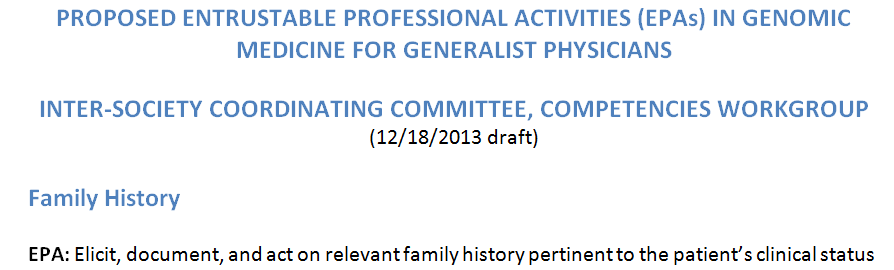 PROPOSED ENTRUSTABLE PROFESSIONAL ACTIVITIES (EPAs) IN GENOMIC
MEDICINE FOR GENERALIST PHYSICIANS
INTER-SOCIETY COORDINATING COMMITTEE, COMPETENCIES WORKGROUP
(12/18/2013 draft)
Family History
EPA: Elicit, document, and act on relevant family history pertinent to the patient’s clinical status